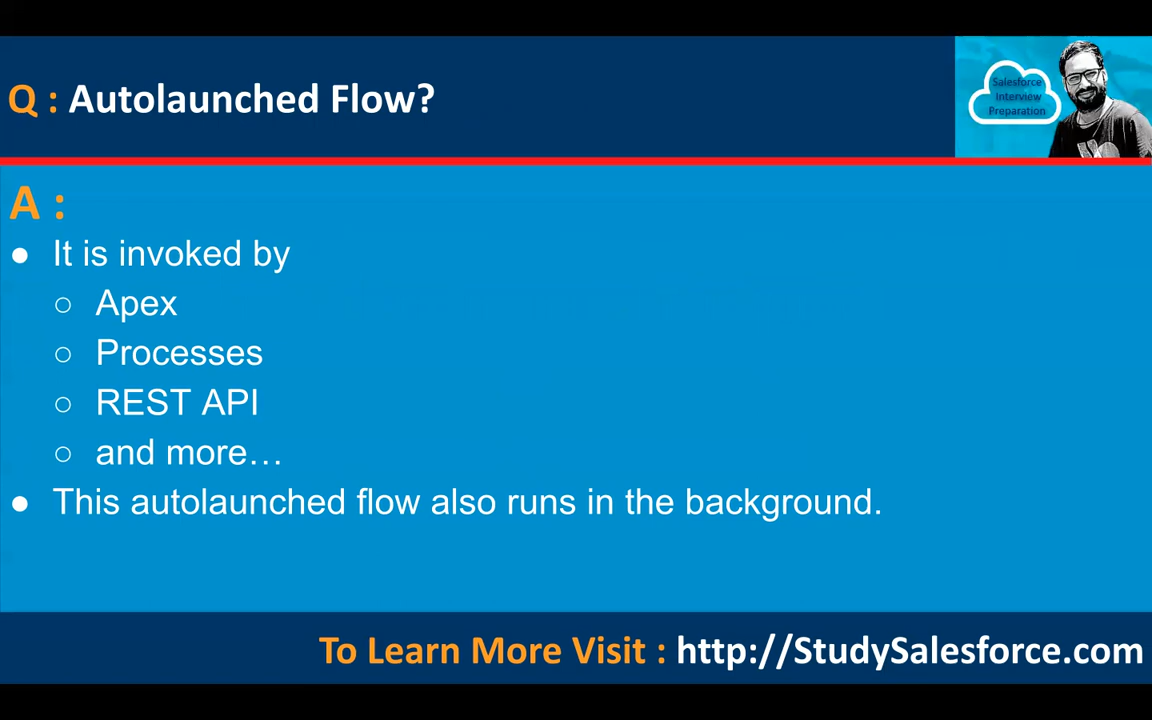 Q : Autolaunched Flow?
Salesforce
Interview
Preparation
A :
● It is invoked by
○ Apex
○ Processes
○ REST API
○ and more…
● This autolaunched flow also runs in the background.
To Learn More Visit : http://StudySalesforce.com